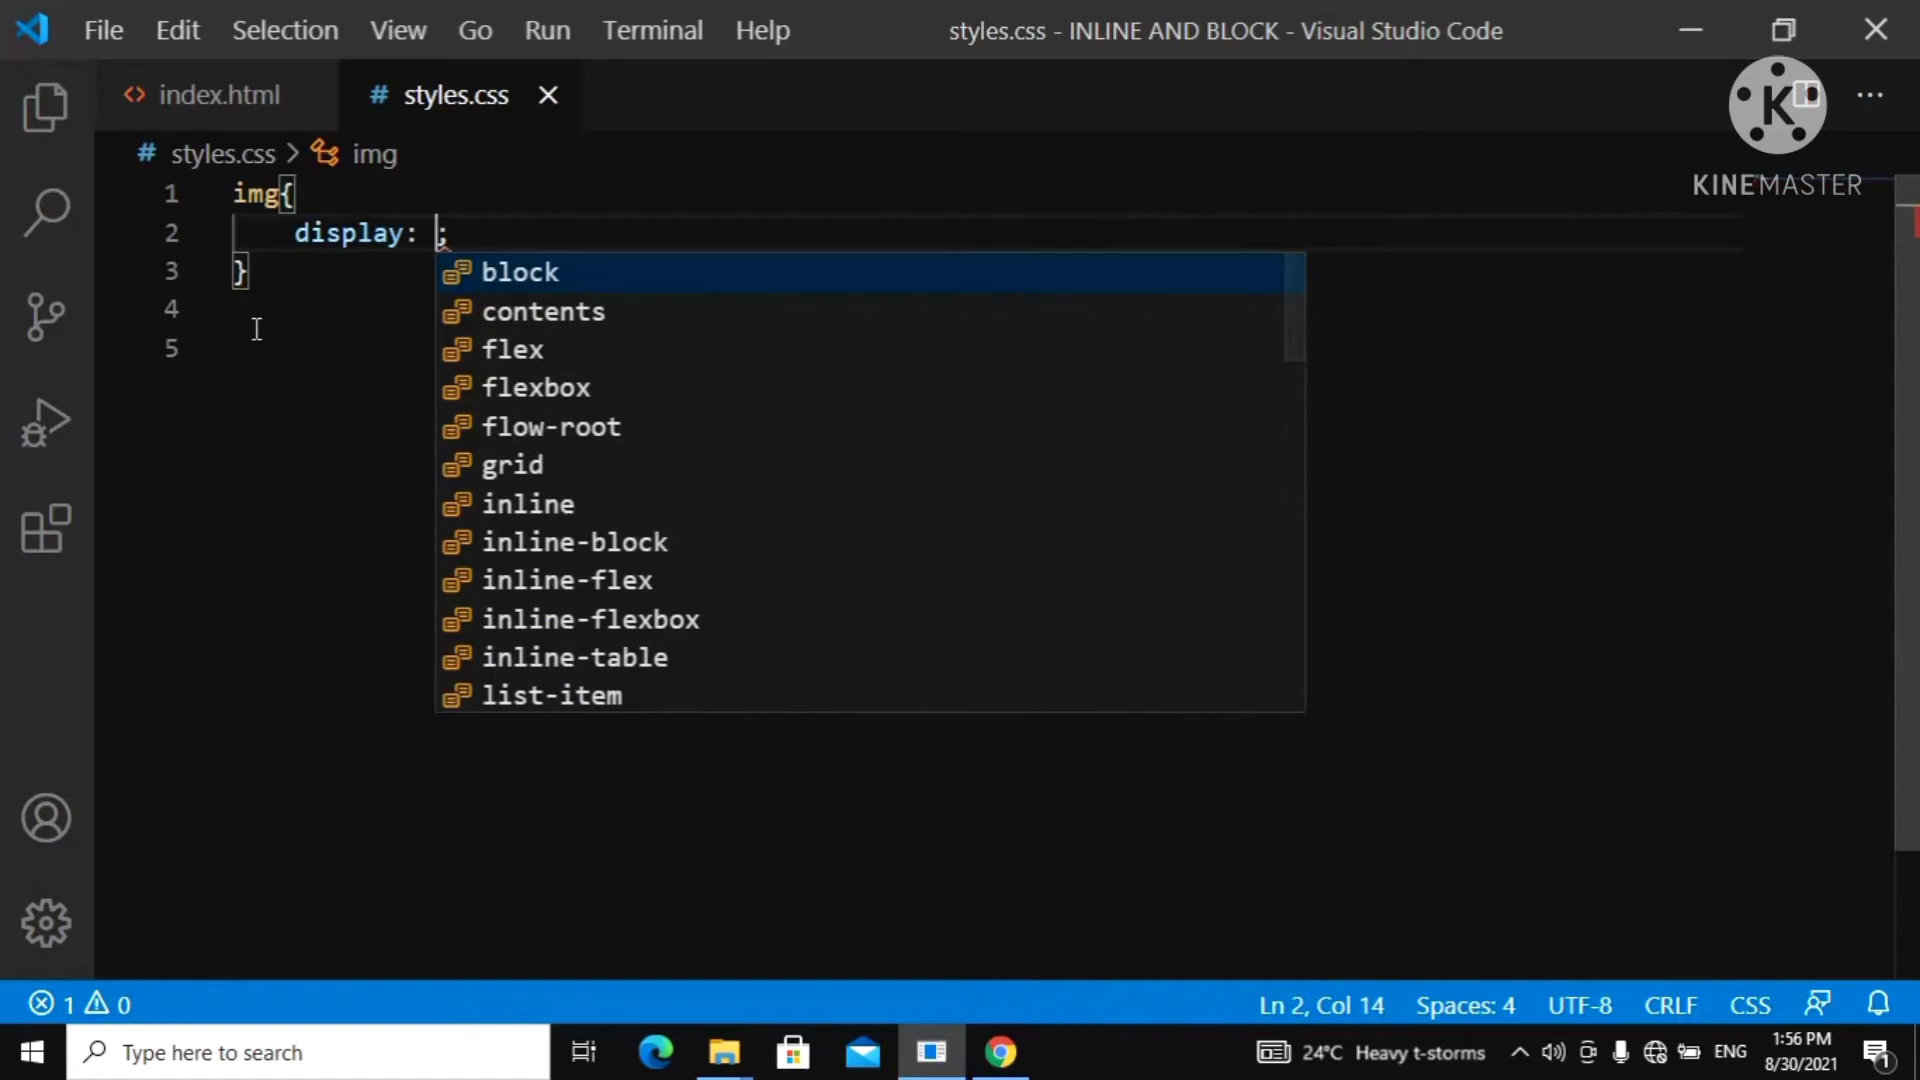 File Edit Selection View Go Run Terminal Help styles.css - INLINE AND BLOCK - Visual Studio Code
index.html # styles.css
K
KINEMASTER
# styles.css > img
1 img{
2 display: ;
3 }
4
5
block
contents
flex
flexbox
flow-root
grid
inline
inline-block
inline-flex
inline-flexbox
inline-table
list-item
1 0 Ln 2, Col 14 Spaces: 4 UTF-8 CRLF CSS
Type here to search 24°C Heavy t-storms ENG 1:56 PM
8/30/2021 1